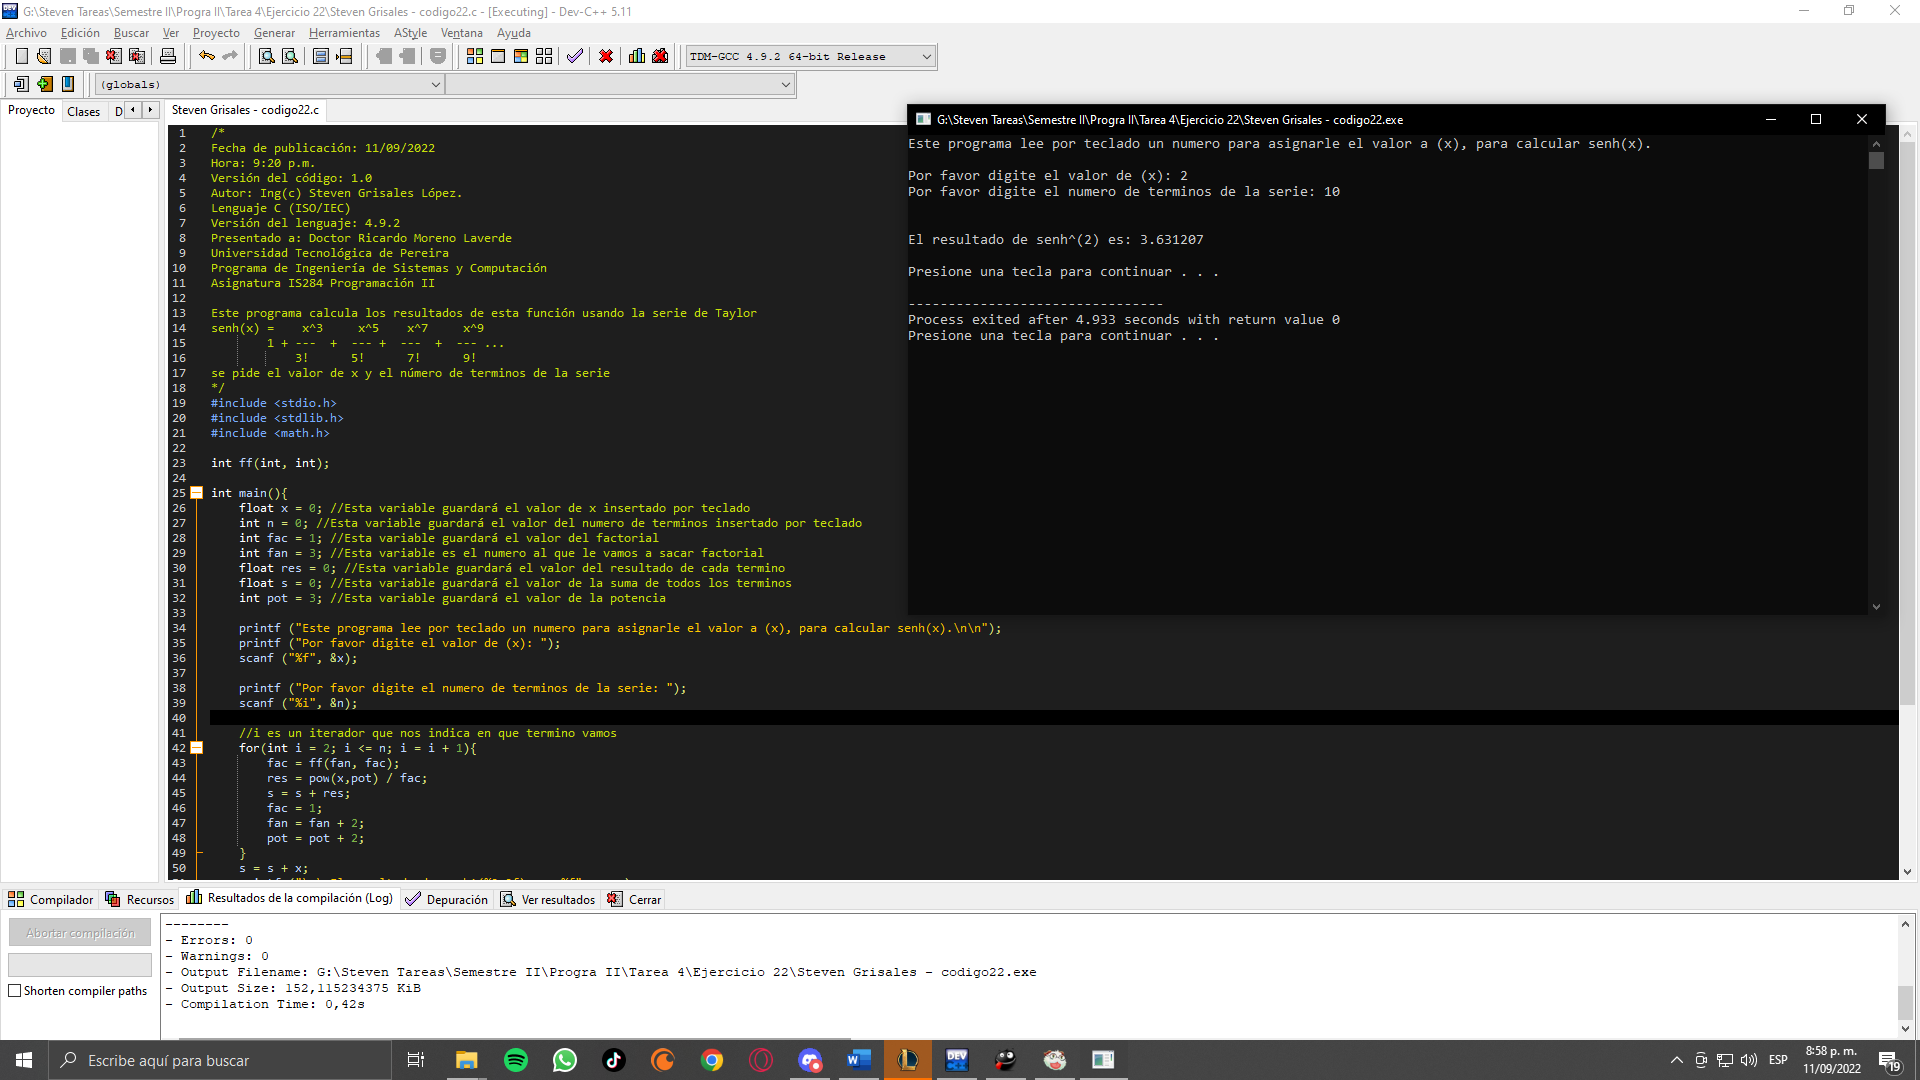 G:\Steven Tareas\Semestre II\Progra II\Tarea 4\Ejercicio 22\Steven Grisales - codigo22.c - [Executing] - Dev-C++ 5.11
Archivo Edición Buscar Ver Proyecto Generar Herramientas AStyle Ventana Ayuda
TDM-GCC 4.9.2 64-bit Release
(globals)
Proyecto Clases D
Steven Grisales - codigo22.c
1 /*
2 Fecha de publicación: 11/09/2022
3 Hora: 9:20 p.m.
4 Versión del código: 1.0
5 Autor: Ing(c) Steven Grisales López.
6 Lenguaje C (ISO/IEC)
7 Versión del lenguaje: 4.9.2
8 Presentado a: Doctor Ricardo Moreno Laverde
9 Universidad Tecnológica de Pereira
10 Programa de Ingeniería de Sistemas y Computación
11 Asignatura IS284 Programación II
12
13 Este programa calcula los resultados de esta función usando la serie de Taylor
14 senh(x) =    x^3     x^5    x^7     x^9
15         1 + ---  +  --- +  ---  +  --- ...
16             3!      5!      7!      9!
17 se pide el valor de x y el número de terminos de la serie
18 */
19 #include <stdio.h>
20 #include <stdlib.h>
21 #include <math.h>
22
23 int ff(int, int);
24
25 int main(){
26     float x = 0; //Esta variable guardará el valor de x insertado por teclado
27     int n = 0; //Esta variable guardará el valor del numero de terminos insertado por teclado
28     int fac = 1; //Esta variable guardará el valor del factorial
29     int fan = 3; //Esta variable es el numero al que le vamos a sacar factorial
30     float res = 0; //Esta variable guardará el valor del resultado de cada termino
31     float s = 0; //Esta variable guardará el valor de la suma de todos los terminos
32     int pot = 3; //Esta variable guardará el valor de la potencia
33
34     printf ("Este programa lee por teclado un numero para asignarle el valor a (x), para calcular senh(x).\n\n");
35     printf ("Por favor digite el valor de (x): ");
36     scanf ("%f", &x);
37
38     printf ("Por favor digite el numero de terminos de la serie: ");
39     scanf ("%i", &n);
40
41     //i es un iterador que nos indica en que termino vamos
42     for(int i = 2; i <= n; i = i + 1){
43         fac = ff(fan, fac);
44         res = pow(x,pot) / fac;
45         s = s + res;
46         fac = 1;
47         fan = fan + 2;
48         pot = pot + 2;
49     }
50     s = s + x;
G:\Steven Tareas\Semestre II\Progra II\Tarea 4\Ejercicio 22\Steven Grisales - codigo22.exe
Este programa lee por teclado un numero para asignarle el valor a (x), para calcular senh(x).
Por favor digite el valor de (x): 2
Por favor digite el numero de terminos de la serie: 10
El resultado de senh^(2) es: 3.631207
Presione una tecla para continuar . . .
--------------------------------
Process exited after 4.933 seconds with return value 0
Presione una tecla para continuar . . .
Compilador Recursos Resultados de la compilación (Log) Depuración Ver resultados Cerrar
Abortar compilación
Shorten compiler paths
--------
- Errors: 0
- Warnings: 0
- Output Filename: G:\Steven Tareas\Semestre II\Progra II\Tarea 4\Ejercicio 22\Steven Grisales - codigo22.exe
- Output Size: 152,115234375 KiB
- Compilation Time: 0,42s
Escribe aquí para buscar
DEV
ESP
8:58 p. m.
11/09/2022
19